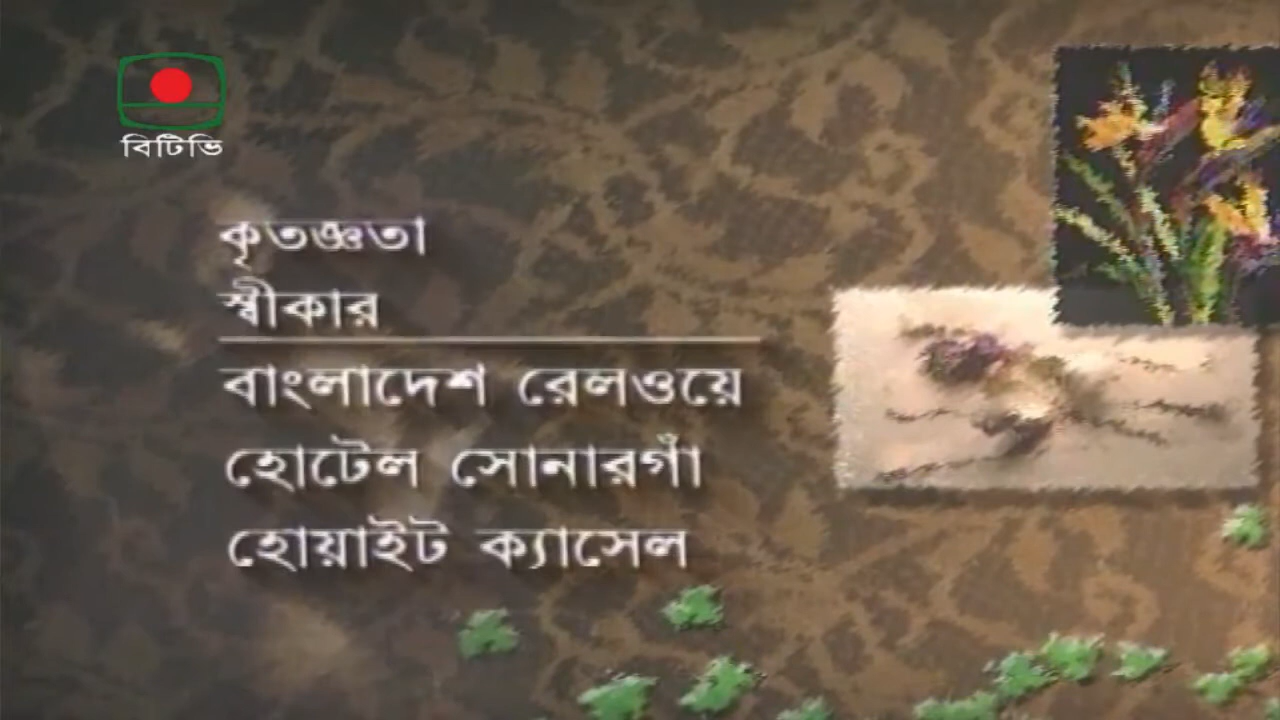 বিটিভি
কৃতজ্ঞতা
স্বীকার
বাংলাদেশ রেলওয়ে
হোটেল সোনারগাঁ
হোয়াইট ক্যাসেল